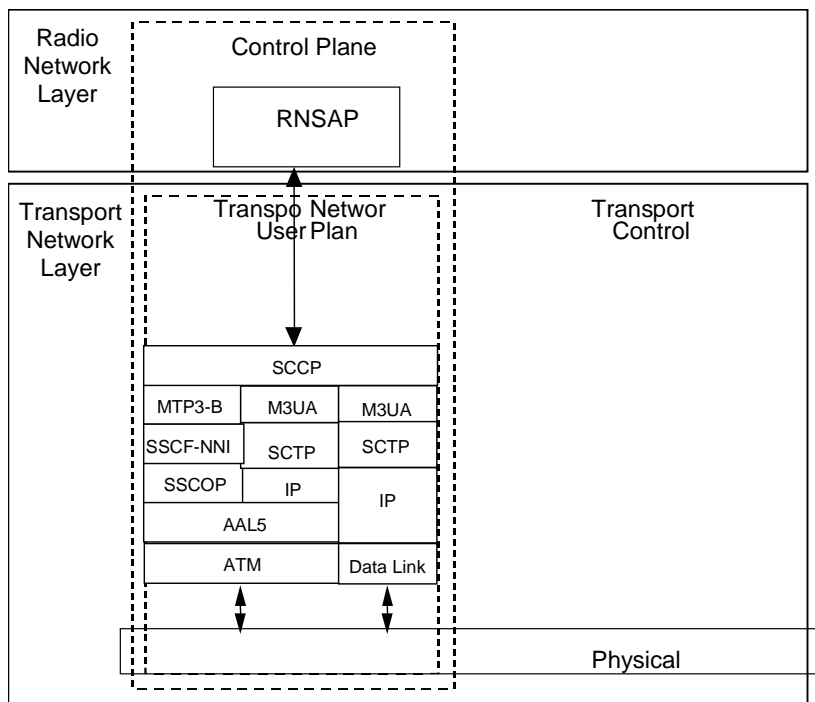 Radio
Network
Layer
Control Plane
RNSAP
Transport
Network
Layer
Transpo Networ
User Plan
Transport
Control
SCCP
MTP3-B
M3UA
M3UA
SSCF-NNI
SCTP
SCTP
SSCOP
IP
IP
AAL5
ATM
Data Link
Physical